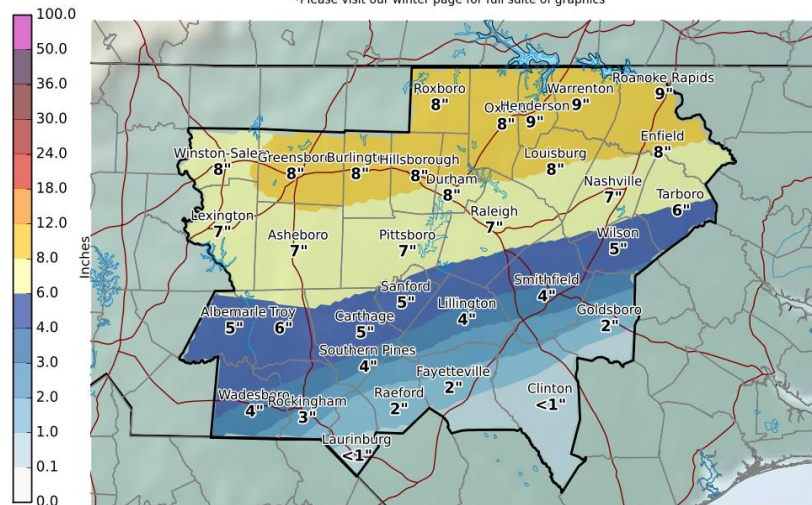 *Please visit our winter page for full suite of graphics
100.0
50.0
36.0
30.0
24.0
18.0
12.0
8.0
6.0
4.0
3.0
2.0
1.0
0.1
0.0
Inches
Roxboro
8"
Henderson
8" 9"
Warrenton
9"
Roanoke Rapids
9"
Enfield
8"
Winston-Salem
8"
Greensboro
8"
Burlington
8"
Hillsborough
8"
Durham
8"
Louisburg
8"
Nashville
7"
Tarboro
6"
Lexington
7"
Asheboro
7"
Pittsboro
7"
Raleigh
7"
Wilson
5"
Sanford
5"
Smithfield
4"
Albemarle
5"
Troy
6"
Carthage
5"
Lillington
4"
Goldsboro
2"
Southern Pines
4"
Fayetteville
2"
Wadesboro
4"
Rockingham
3"
Raeford
2"
Clinton
<1"
Laurinburg
<1"